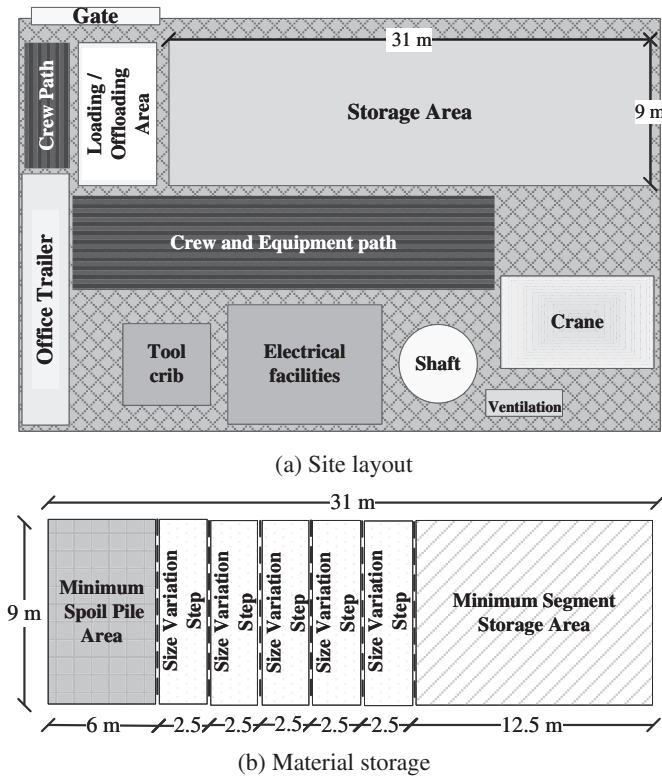 Gate
31 m
Crew Path
Loading /
Offloading
Area
Storage Area
9 m
Crew and Equipment path
Office Trailer
Tool
crib
Electrical
facilities
Shaft
Crane
Ventilation
(a) Site layout
31 m
9 m
Minimum
Spoil Pile
Area
Size Variation
Step
Size Variation
Step
Size Variation
Step
Size Variation
Step
Size Variation
Step
Minimum Segment
Storage Area
6 m
2.5
2.5
2.5
2.5
2.5
12.5 m
(b) Material storage